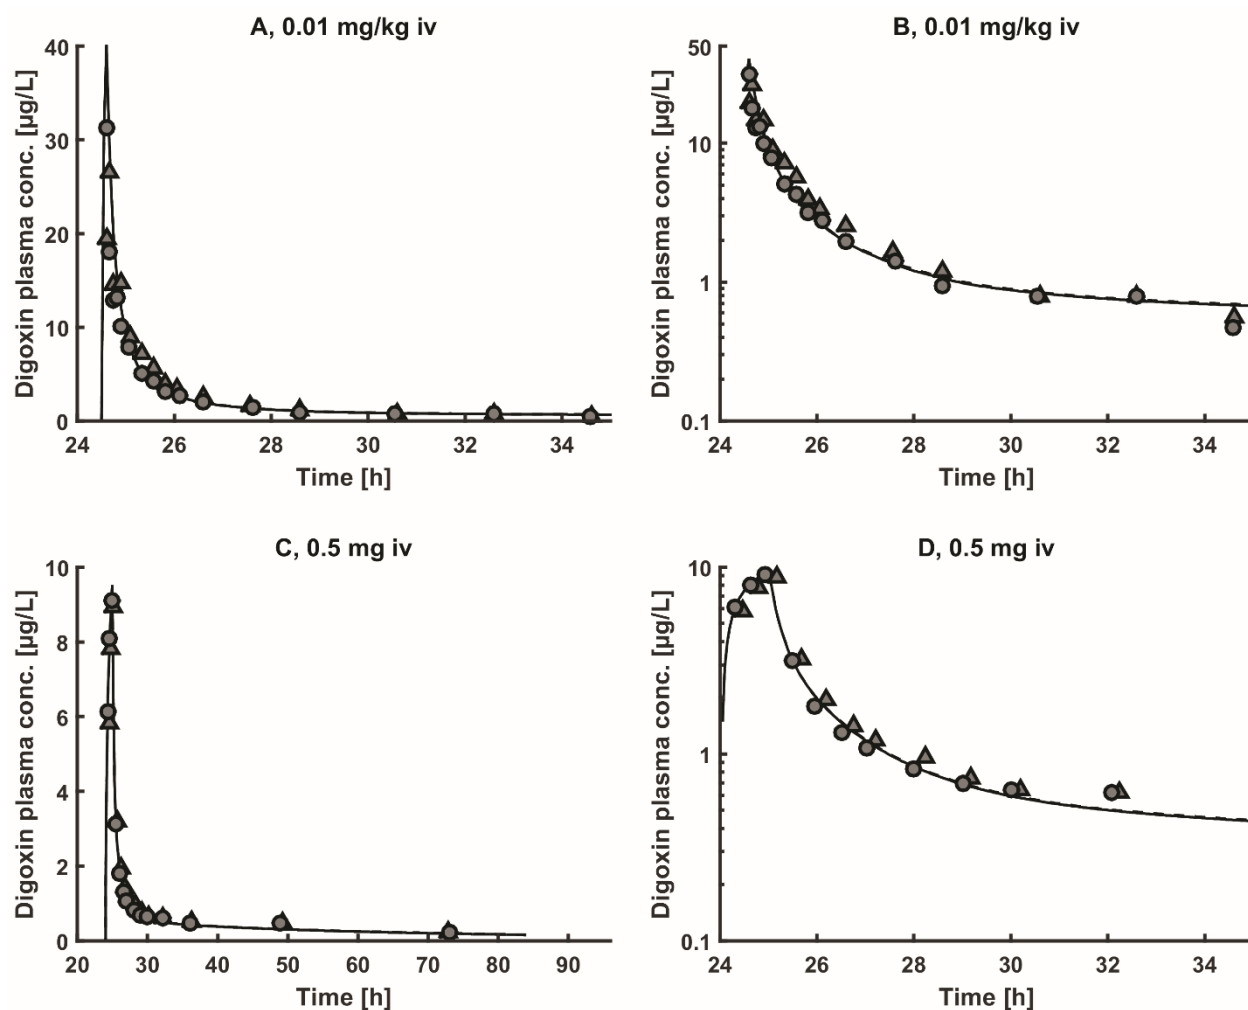 A, 0.01 mg/kg iv
40
30
20
10
0
Digoxin plasma conc. [µg/L]
24 26 28 30 32 34
Time [h]
B, 0.01 mg/kg iv
50
10
1
0.1
Digoxin plasma conc. [µg/L]
24 26 28 30 32 34
Time [h]
C, 0.5 mg iv
10
8
6
4
2
0
Digoxin plasma conc. [µg/L]
20 30 40 50 60 70 80 90
Time [h]
D, 0.5 mg iv
10
1
0.1
Digoxin plasma conc. [µg/L]
24 26 28 30 32 34
Time [h]